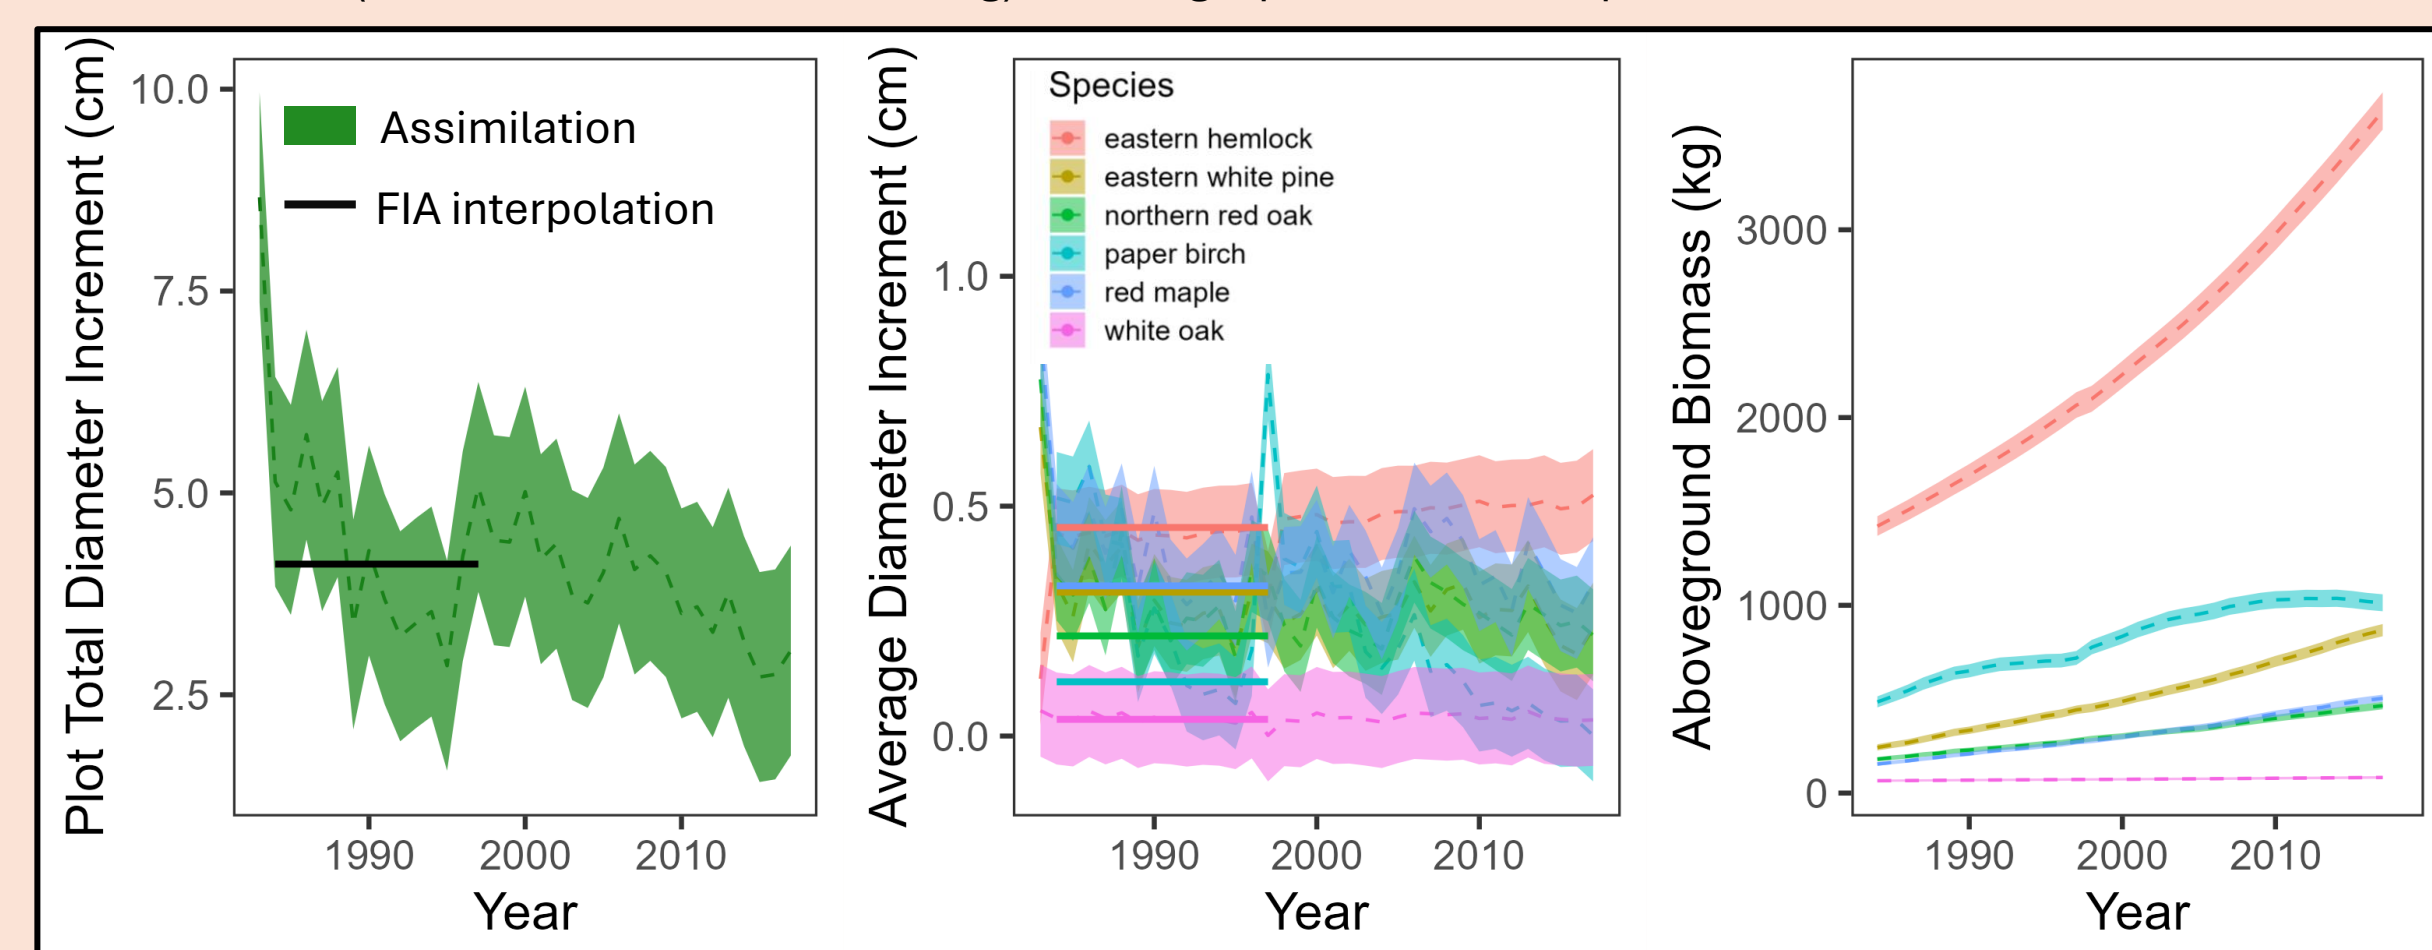 Plot Total Diameter Increment (cm)
10.0
7.5
5.0
2.5
Assimilation
FIA interpolation
1990 2000 2010
Year
Average Diameter Increment (cm)
1.0
0.5
0.0
Species
eastern hemlock
eastern white pine
northern red oak
paper birch
red maple
white oak
1990 2000 2010
Year
Aboveground Biomass (kg)
3000
2000
1000
0
1990 2000 2010
Year